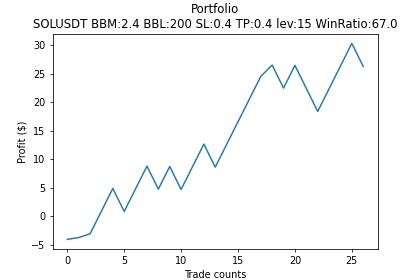 Portfolio
SOLUSDT BBM:2.4 BBL:200 SL:0.4 TP:0.4 lev:15 WinRatio:67.0
30
25
20
15
10
5
0
−5
Profit ($)
0 5 10 15 20 25
Trade counts